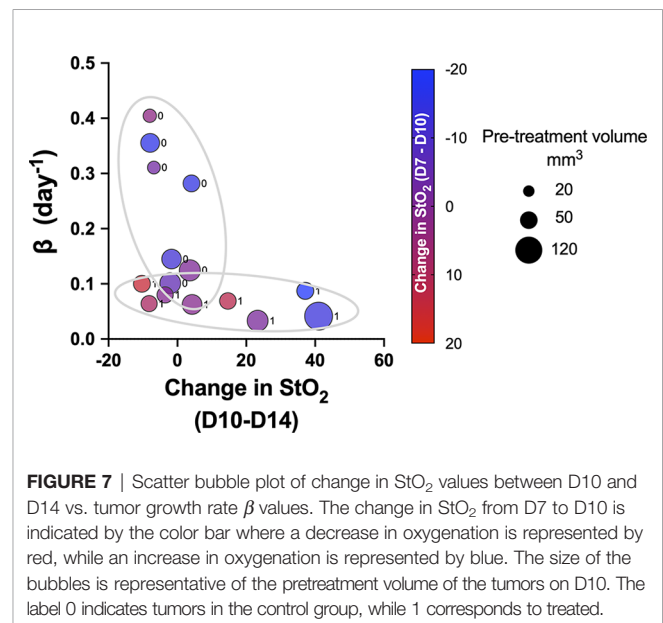 0.5
0.4
0.3
0.2
0.1
0.0
β (day⁻¹)
-20
0
20
40
60
Change in StO₂
(D10-D14)
0
0
0
0
0
0
0
1
1
1
1
1
1
1
1
Change in StO₂ (D7 - D10)
-20
-10
0
10
20
Pre-treatment volume
mm³
20
50
120
FIGURE 7 | Scatter bubble plot of change in StO₂ values between D10 and
D14 vs. tumor growth rate β values. The change in StO₂ from D7 to D10 is
indicated by the color bar where a decrease in oxygenation is represented by
red, while an increase in oxygenation is represented by blue. The size of the
bubbles is representative of the pretreatment volume of the tumors on D10. The
label 0 indicates tumors in the control group, while 1 corresponds to treated.